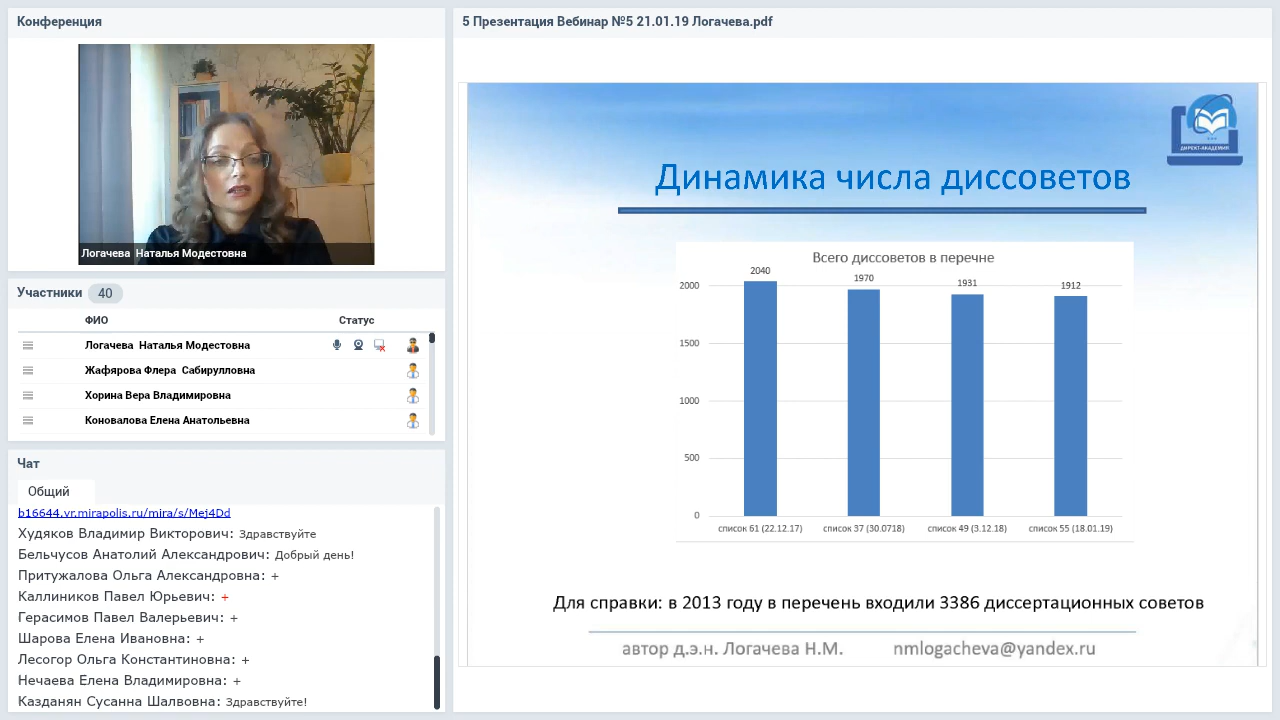 Конференция
Логачева Наталья Модестовна
Участники 40
ФИО Статус
Логачева Наталья Модестовна
Жафярова Флера Сабирулловна
Хорина Вера Владимировна
Коновалова Елена Анатольевна
Чат
Общий
b16644.vr.mirapolis.ru/mira/s/Mej4Dd
Худяков Владимир Викторович: Здравствуйте
Бельчусов Анатолий Александрович: Добрый день!
Притужалова Ольга Александровна: +
Каллиников Павел Юрьевич: +
Герасимов Павел Валерьевич: +
Шарова Елена Ивановна: +
Лесогор Ольга Константиновна: +
Нечаева Елена Владимировна: +
Казданян Сусанна Шалвовна: Здравствуйте!
5 Презентация Вебинар №5 21.01.19 Логачева.pdf
ДИРЕКТ-АКАДЕМИЯ
Динамика числа диссоветов
Всего диссоветов в перечне
2040 1970 1931 1912
2000
1500
1000
500
0
список 61 (22.12.17) список 37 (30.0718) список 49 (3.12.18) список 55 (18.01.19)
Для справки: в 2013 году в перечень входили 3386 диссертационных советов
автор д.э.н. Логачева Н.М. nmlogacheva@yandex.ru